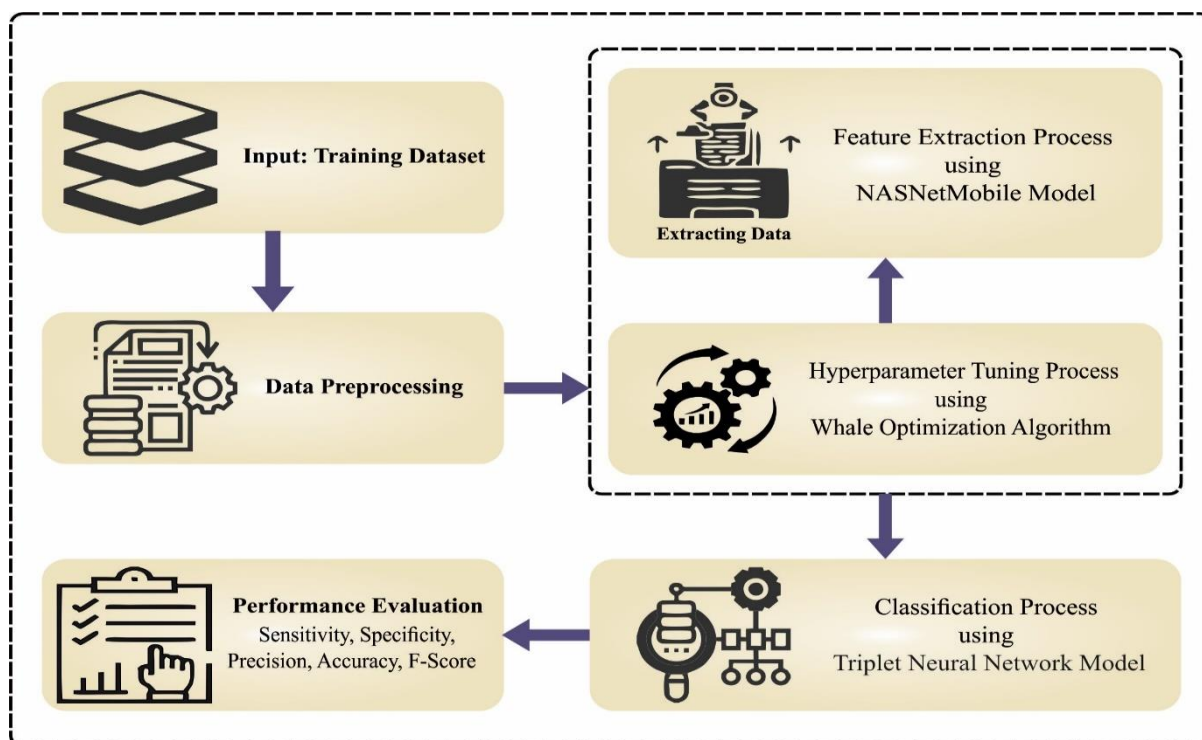 Input: Training Dataset
Data Preprocessing
Extracting Data
Feature Extraction Process
using
NASNetMobile Model
Hyperparameter Tuning Process
using
Whale Optimization Algorithm
Classification Process
using
Triplet Neural Network Model
Performance Evaluation
Sensitivity, Specificity,
Precision, Accuracy, F-Score